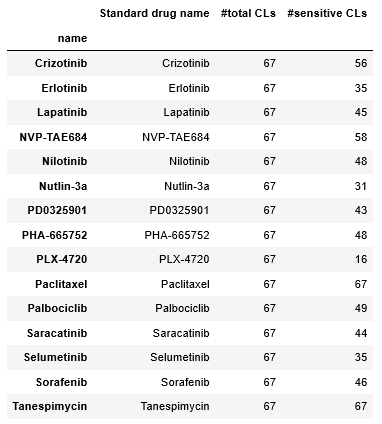 Standard drug name #total CLs #sensitive CLs
name
Crizotinib Crizotinib 67 56
Erlotinib Erlotinib 67 35
Lapatinib Lapatinib 67 45
NVP-TAE684 NVP-TAE684 67 58
Nilotinib Nilotinib 67 48
Nutlin-3a Nutlin-3a 67 31
PD0325901 PD0325901 67 43
PHA-665752 PHA-665752 67 48
PLX-4720 PLX-4720 67 16
Paclitaxel Paclitaxel 67 67
Palbociclib Palbociclib 67 49
Saracatinib Saracatinib 67 44
Selumetinib Selumetinib 67 35
Sorafenib Sorafenib 67 46
Tanespimycin Tanespimycin 67 67